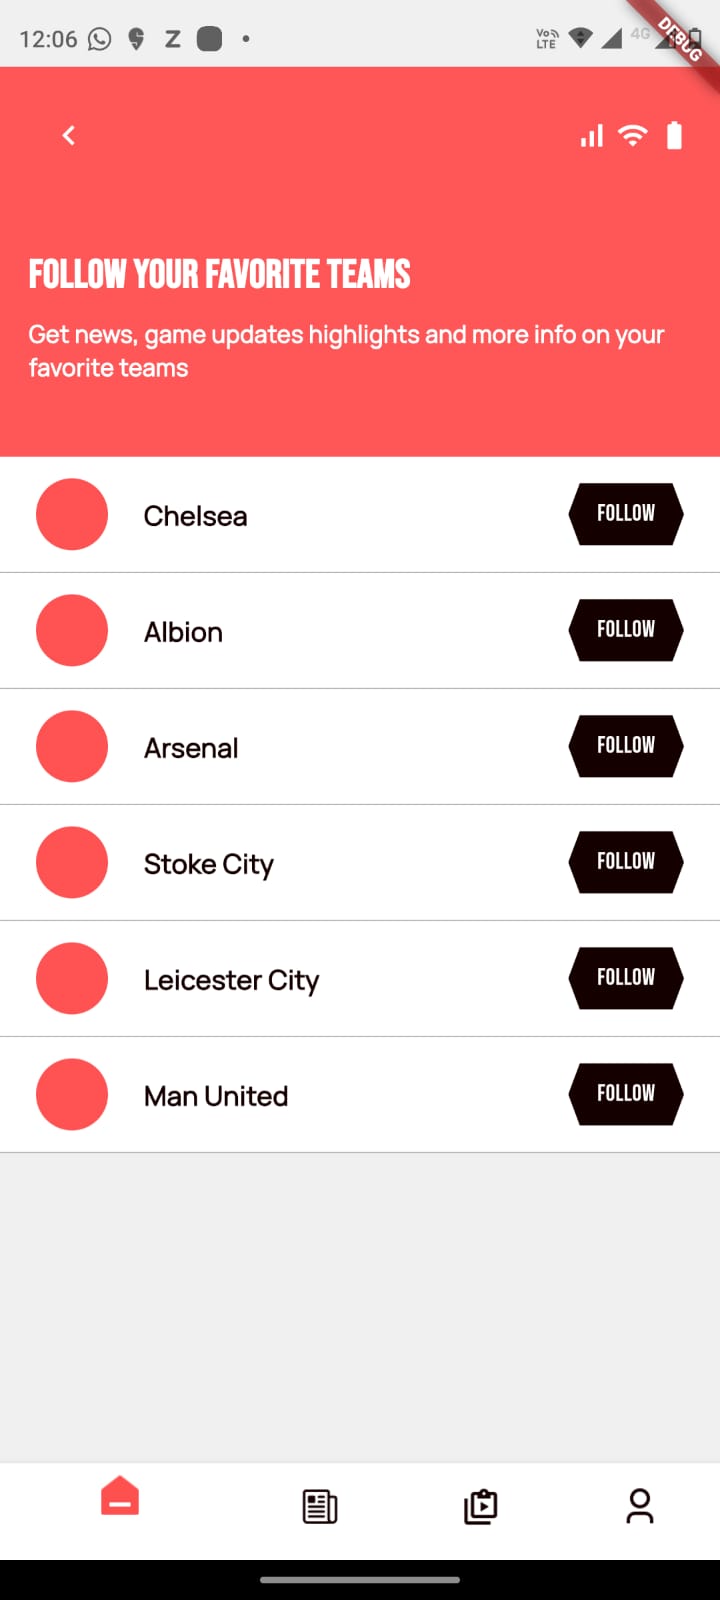 12:06 Z Vo LTE 4G DEBUG
FOLLOW YOUR FAVORITE TEAMS
Get news, game updates highlights and more info on your
favorite teams
Chelsea FOLLOW
Albion FOLLOW
Arsenal FOLLOW
Stoke City FOLLOW
Leicester City FOLLOW
Man United FOLLOW